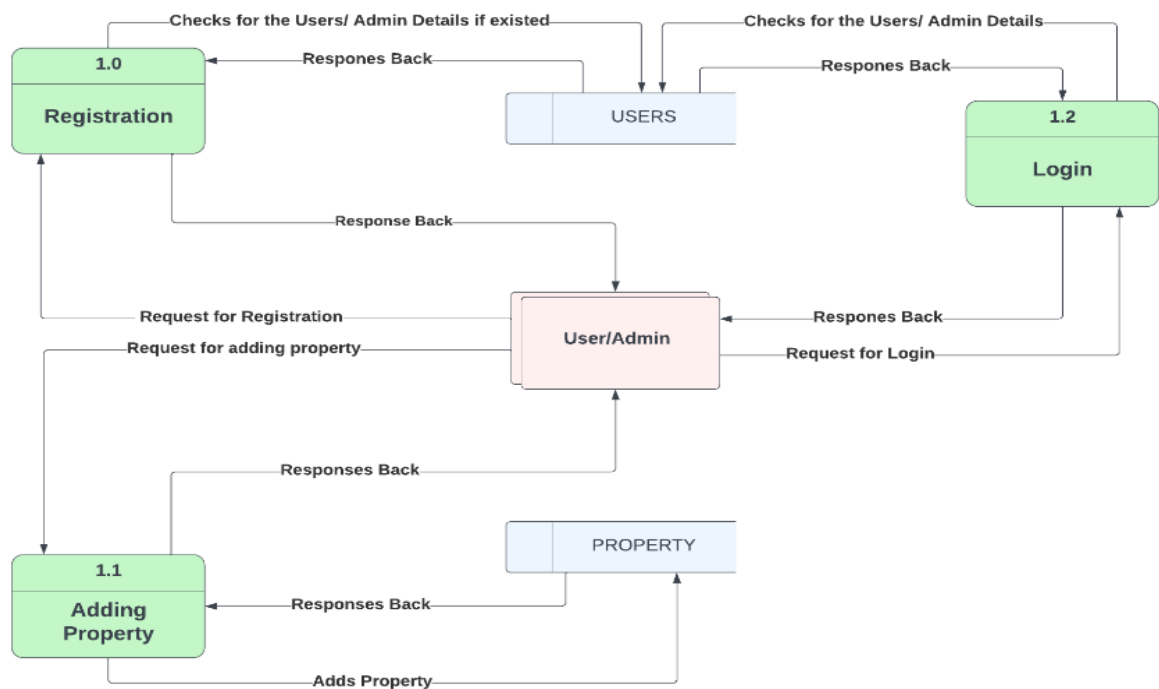 Checks for the Users/ Admin Details if existed
Checks for the Users/ Admin Details
1.0
Respones Back
Respones Back
Registration
USERS
1.2
Login
Response Back
Request for Registration
User/Admin
Respones Back
Request for adding property
Request for Login
Responses Back
PROPERTY
1.1
Adding
Property
Responses Back
Adds Property